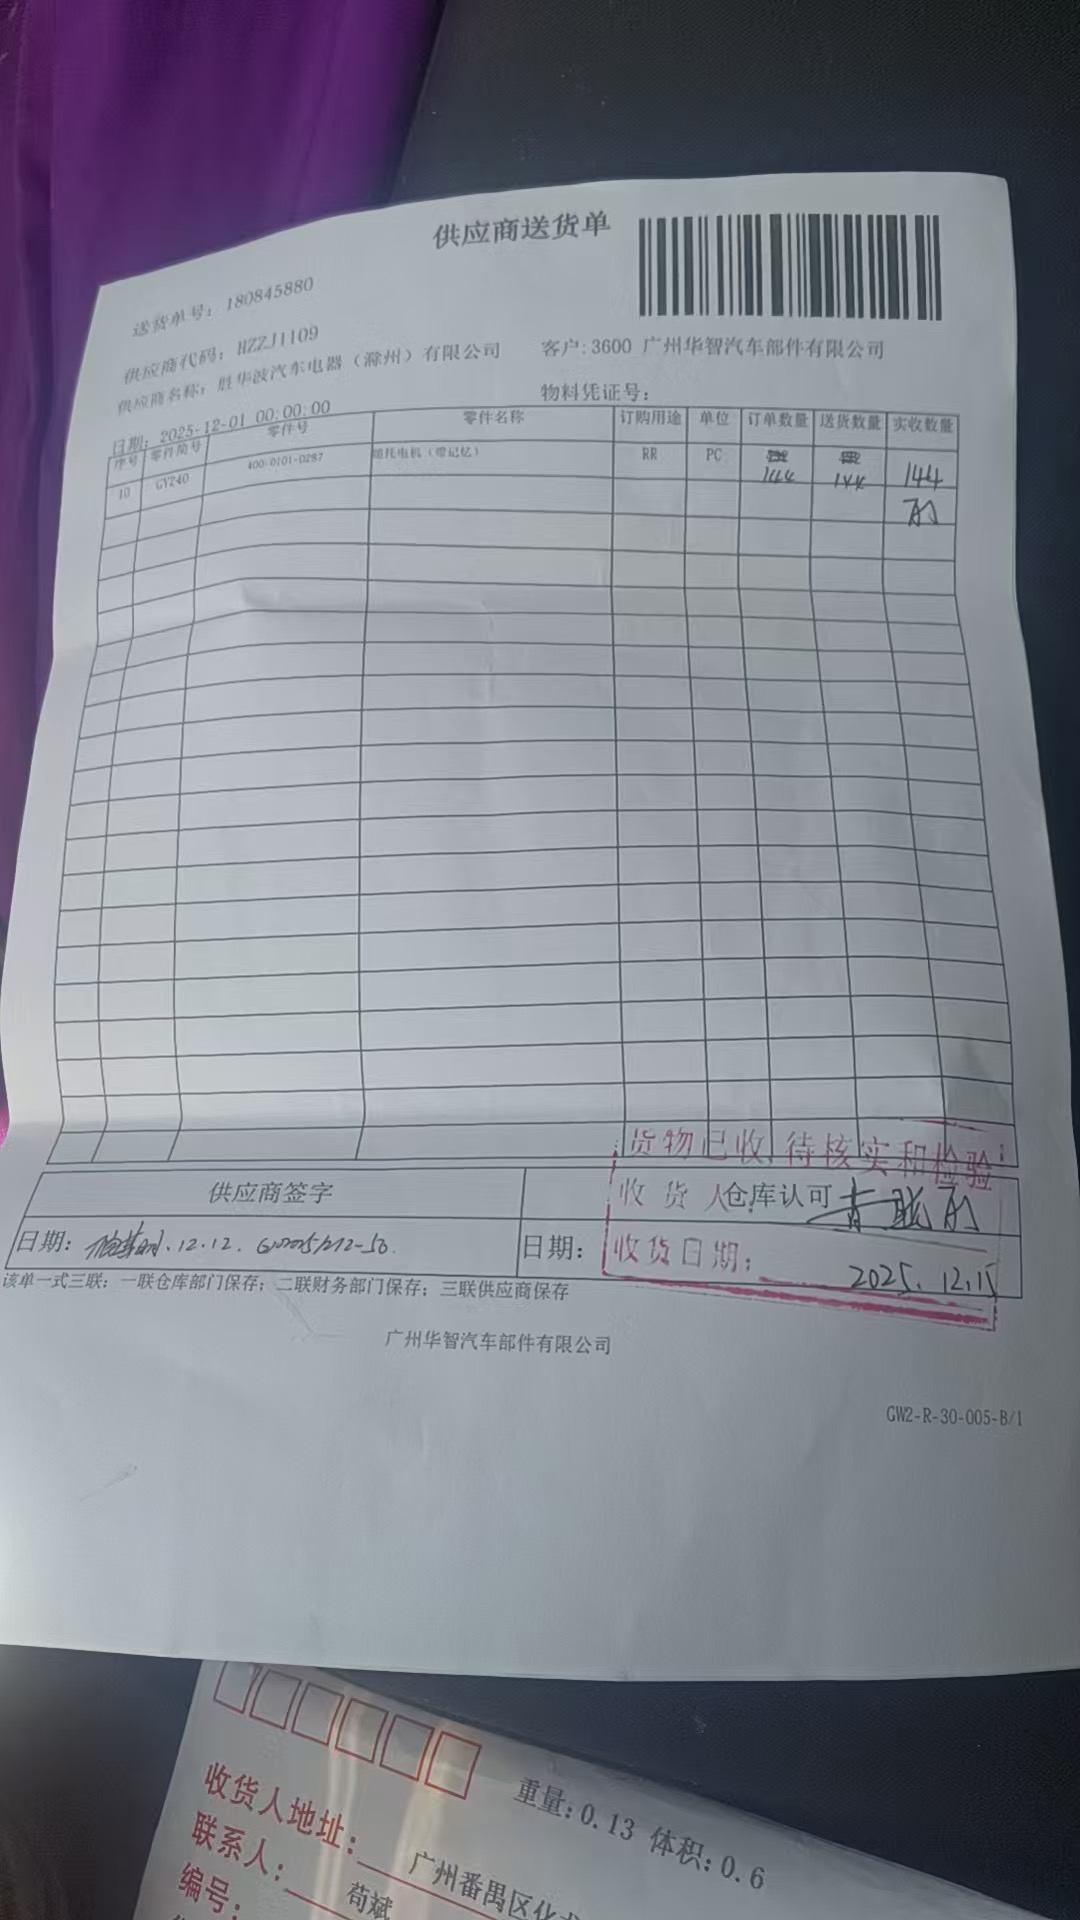 供应商送货单
送货单号: 180845880
供应商代码: HZZJ1109
供应商名称: 胜华波汽车电器（滁州）有限公司
客户:3600 广州华智汽车部件有限公司
物料凭证号:
日期: 2025-12-01 00:00:00
序号 零件简号 零件号 零件名称 订购用途 单位 订单数量 送货数量 实收数量
10 GY240 400-0101-0287 腿托电机（带记忆） RR PC 144 144 144
货物已收,待核实和检验
供应商签字
收货人:
仓库认可
日期: 12.12.
日期:
收货日期:
2025.12.15
该单一式三联: 一联仓库部门保存; 二联财务部门保存; 三联供应商保存
广州华智汽车部件有限公司
GW2-R-30-005-B/1
重量:0.13 体积:0.6
收货人地址: 广州番禺区化
联系人: 苟斌
编号: